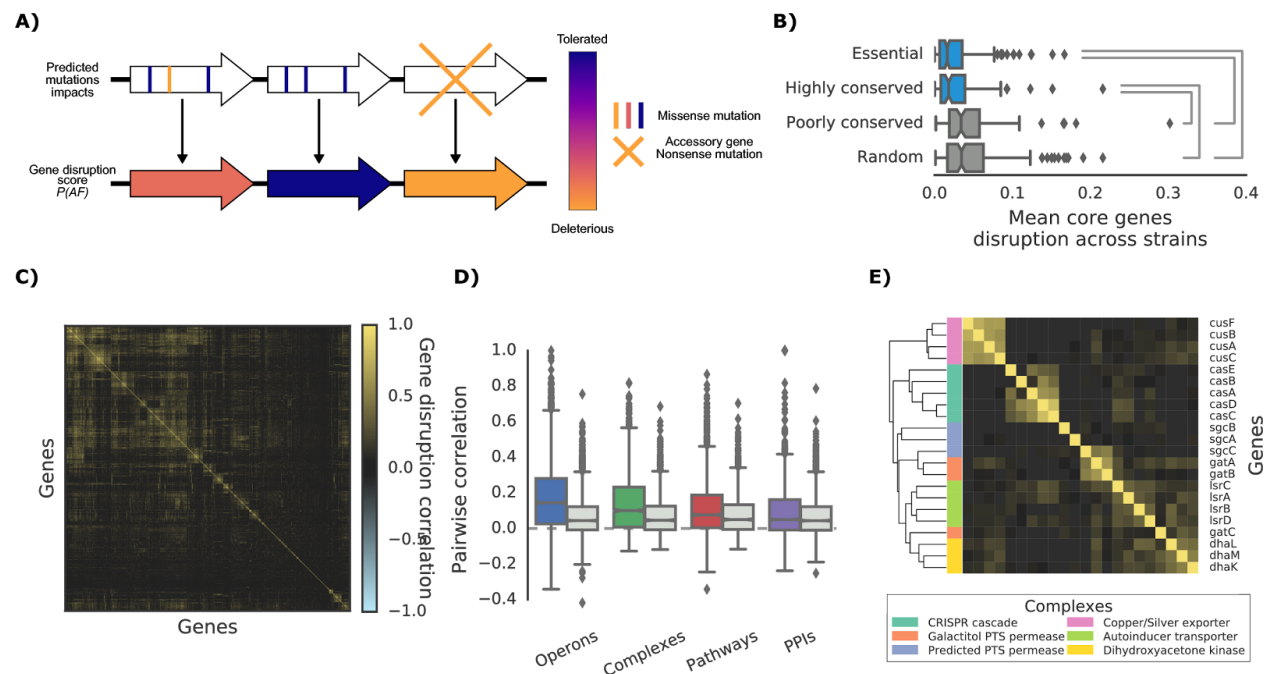 A)
Predicted
mutations
impacts
Gene disruption
score
P(AF)
Tolerated
Deleterious
Missense mutation
Accessory gene
Nonsense mutation
B)
Essential
Highly conserved
Poorly conserved
Random
0.0 0.1 0.2 0.3 0.4
Mean core genes
disruption across strains
C)
Genes
Genes
1.0
0.5
0.0
−0.5
−1.0
Gene disruption correlation
D)
Pairwise correlation
1.0
0.8
0.6
0.4
0.2
0.0
−0.2
−0.4
Operons
Complexes
Pathways
PPIs
E)
cusF
cusB
cusA
cusC
casE
casB
casA
casD
casC
sgcB
sgcA
sgcC
gatA
gatB
lsrC
lsrA
lsrB
lsrD
gatC
dhaL
dhaM
dhaK
Genes
Complexes
CRISPR cascade
Galactitol PTS permease
Predicted PTS permease
Copper/Silver exporter
Autoinducer transporter
Dihydroxyacetone kinase